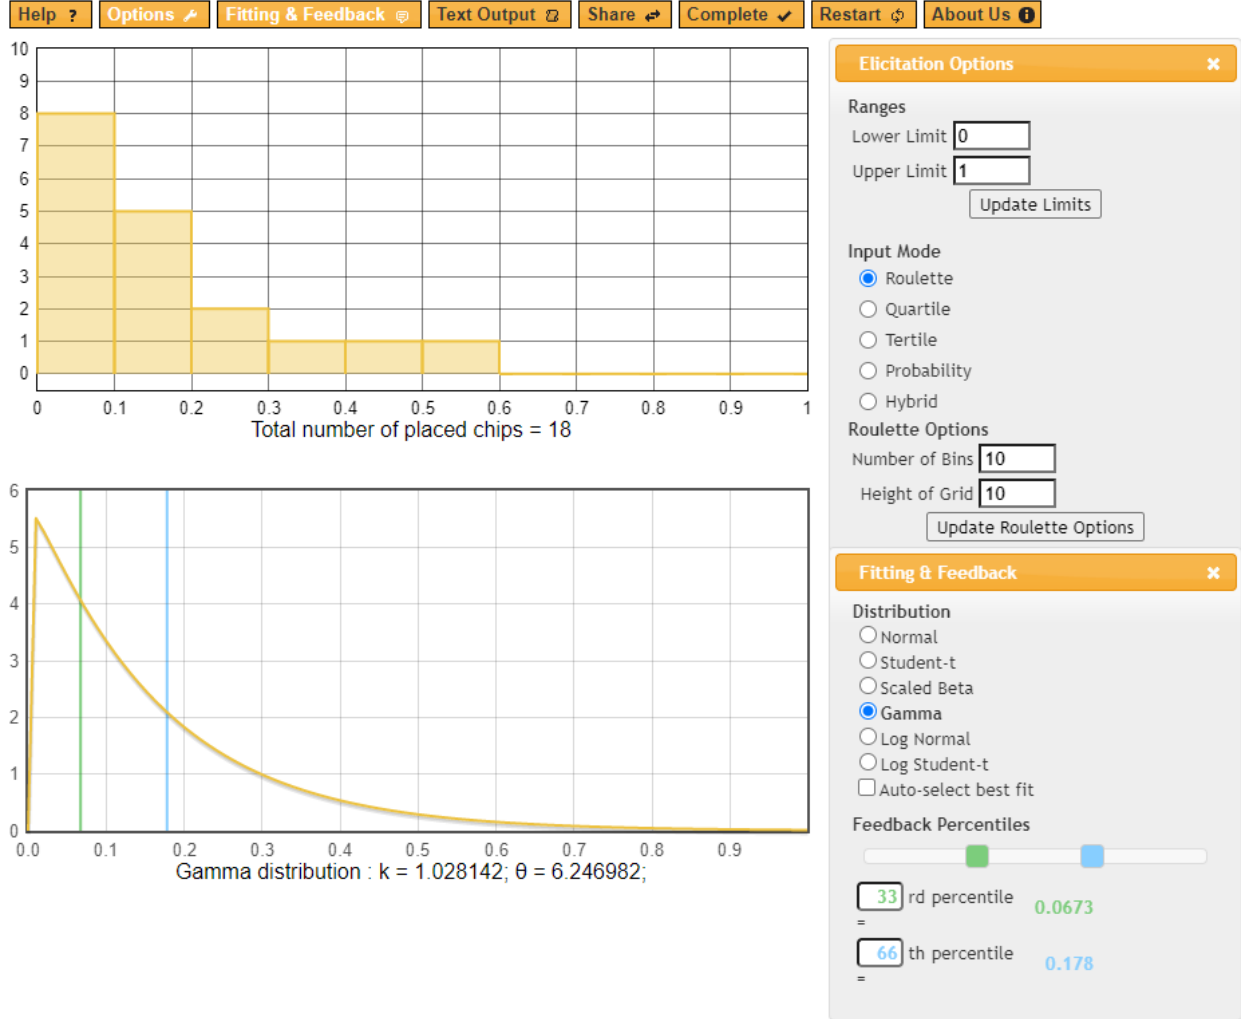 Help ? Options Fitting & Feedback Text Output Share Complete Restart About Us
10
9
8
7
6
5
4
3
2
1
0
0 0.1 0.2 0.3 0.4 0.5 0.6 0.7 0.8 0.9 1
Total number of placed chips = 18
6
5
4
3
2
1
0
0.0 0.1 0.2 0.3 0.4 0.5 0.6 0.7 0.8 0.9
Gamma distribution : k = 1.028142; θ = 6.246982;
Elicitation Options
Ranges
Lower Limit 0
Upper Limit 1
Update Limits
Input Mode
Roulette
Quartile
Tertile
Probability
Hybrid
Roulette Options
Number of Bins 10
Height of Grid 10
Update Roulette Options
Fitting & Feedback
Distribution
Normal
Student-t
Scaled Beta
Gamma
Log Normal
Log Student-t
Auto-select best fit
Feedback Percentiles
33 rd percentile 0.0673
=
66 th percentile 0.178
=